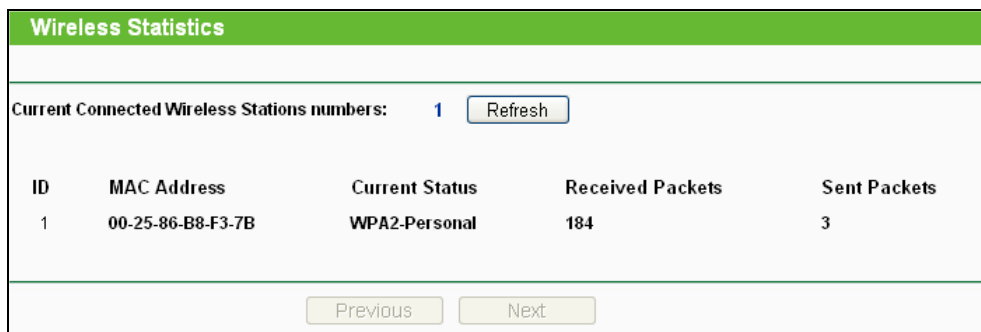 Wireless Statistics
Current Connected Wireless Stations numbers: 1 Refresh
ID MAC Address Current Status Received Packets Sent Packets
1 00-25-86-B8-F3-7B WPA2-Personal 184 3
Previous Next